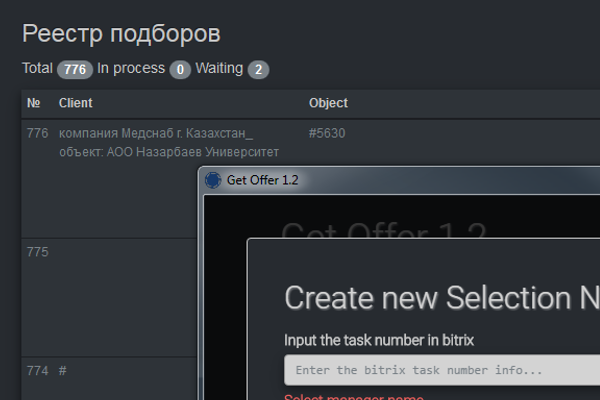 Реестр подборов
Total 776 In process 0 Waiting 2
№ Client Object
776 компания Медснаб г. Казахстан_ #5630
объект: АОО Назарбаев Университет
Get Offer 1.2
Get Offer 1.2
775
Create new Selection N
Input the task number in bitrix
774 #
Enter the bitrix task number info...
Select manager name